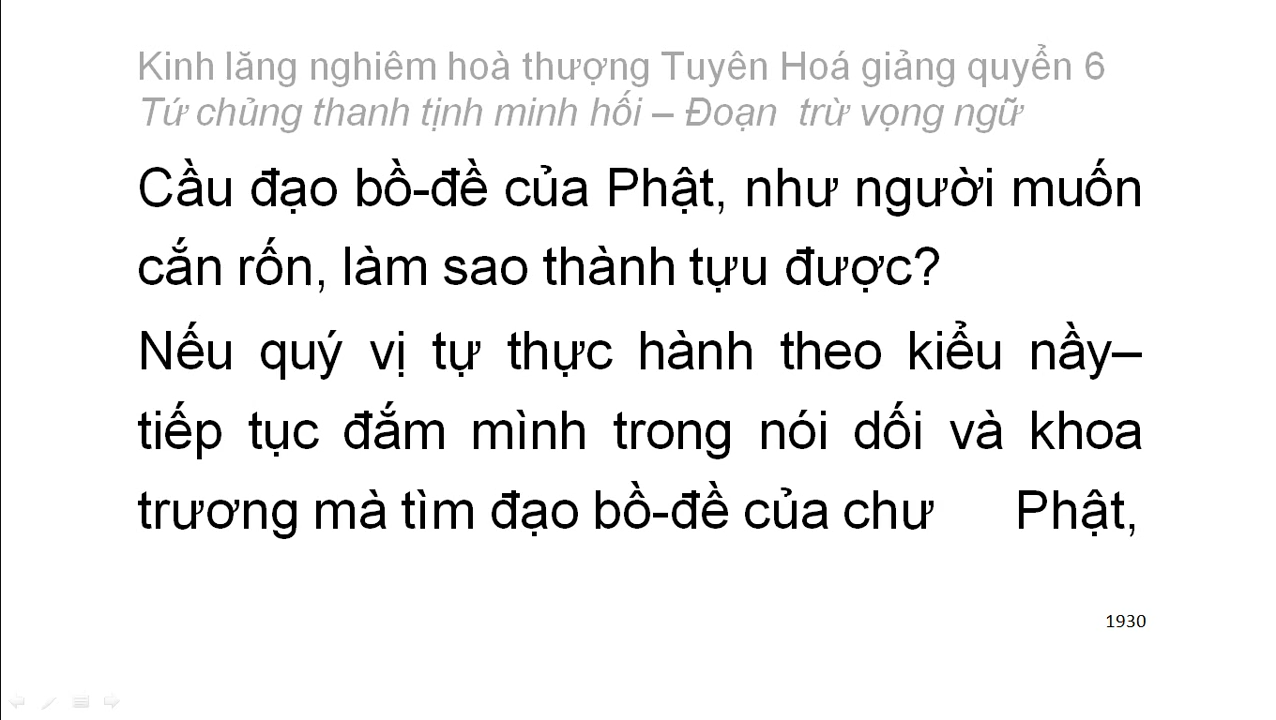 Kinh lăng nghiêm hoà thượng Tuyên Hoá giảng quyển 6
Tứ chủng thanh tịnh minh hối – Đoạn trừ vọng ngữ
Cầu đạo bồ-đề của Phật, như người muốn
cắn rốn, làm sao thành tựu được?
Nếu quý vị tự thực hành theo kiểu nầy–
tiếp tục đắm mình trong nói dối và khoa
trương mà tìm đạo bồ-đề của chư Phật,
1930